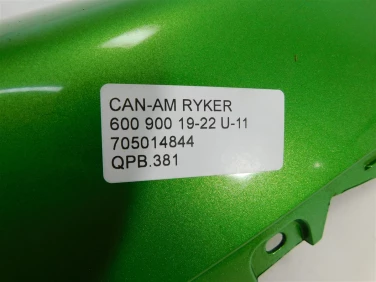 CAN-AM RYKER
600 900 19-22 U-11
705014844
QPB.381